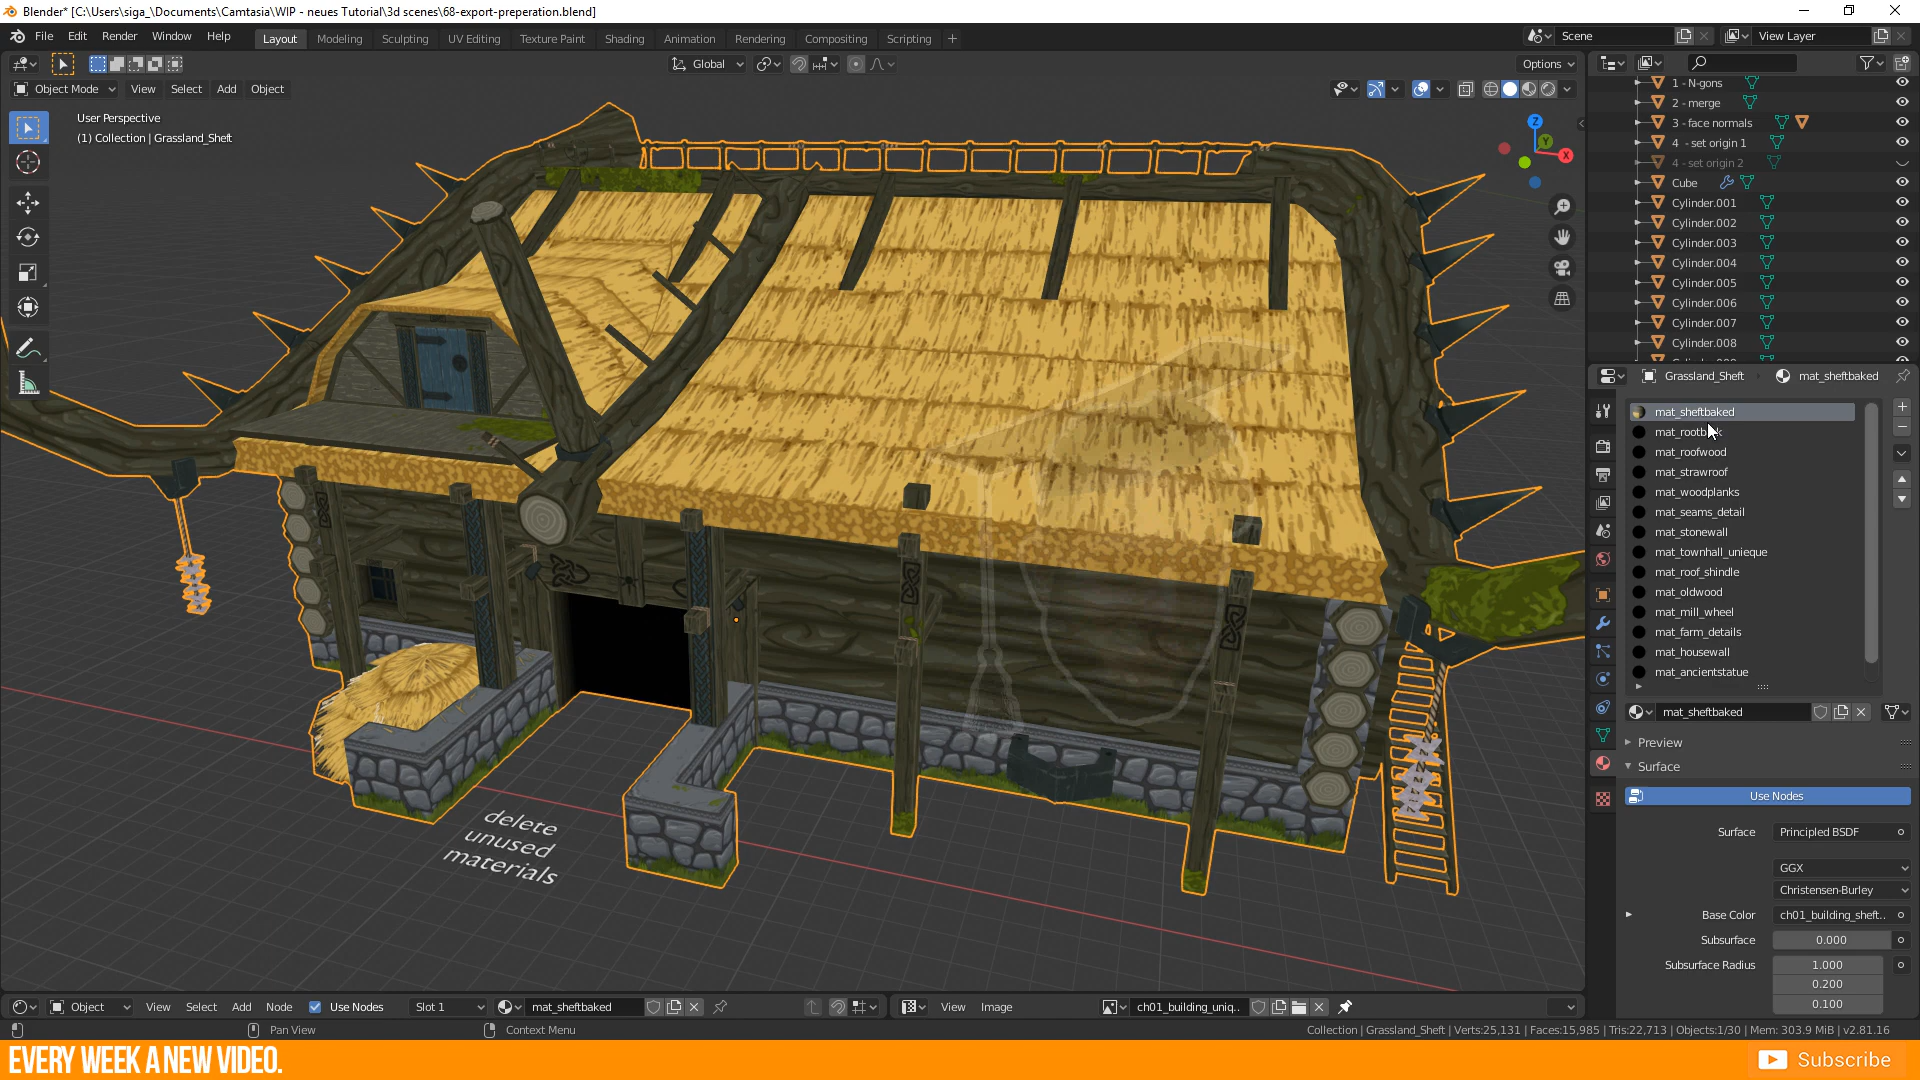 Blender* [C:\Users\siga_\Documents\Camtasia\WIP - neues Tutorial\3d scenes\68-export-preperation.blend]
File Edit Render Window Help Layout Modeling Sculpting UV Editing Texture Paint Shading Animation Rendering Compositing Scripting + Scene View Layer
Global Options
Object Mode View Select Add Object
User Perspective
(1) Collection | Grassland_Sheft
Z
Y
X
delete
unused
materials
1 - N-gons
2 - merge
3 - face normals
4 - set origin 1
4 - set origin 2
Cube
Cylinder.001
Cylinder.002
Cylinder.003
Cylinder.004
Cylinder.005
Cylinder.006
Cylinder.007
Cylinder.008
Grassland_Sheft mat_sheftbaked
mat_sheftbaked
mat_roofwood
mat_strawroof
mat_woodplanks
mat_seams_detail
mat_stonewall
mat_townhall_unieque
mat_roof_shindle
mat_oldwood
mat_mill_wheel
mat_farm_details
mat_housewall
mat_ancientstatue
mat_sheftbaked
Preview
Surface
Use Nodes
Surface Principled BSDF
GGX
Christensen-Burley
Base Color ch01_building_sheft..
Subsurface 0.000
Subsurface Radius 1.000
0.200
0.100
Object View Select Add Node Use Nodes Slot 1 mat_sheftbaked View Image ch01_building_uniq..
Pan View Context Menu Collection | Grassland_Sheft | Verts:25,131 | Faces:15,985 | Tris:22,713 | Objects:1/30 | Mem: 303.9 MiB | v2.81.16
EVERY WEEK A NEW VIDEO. Subscribe